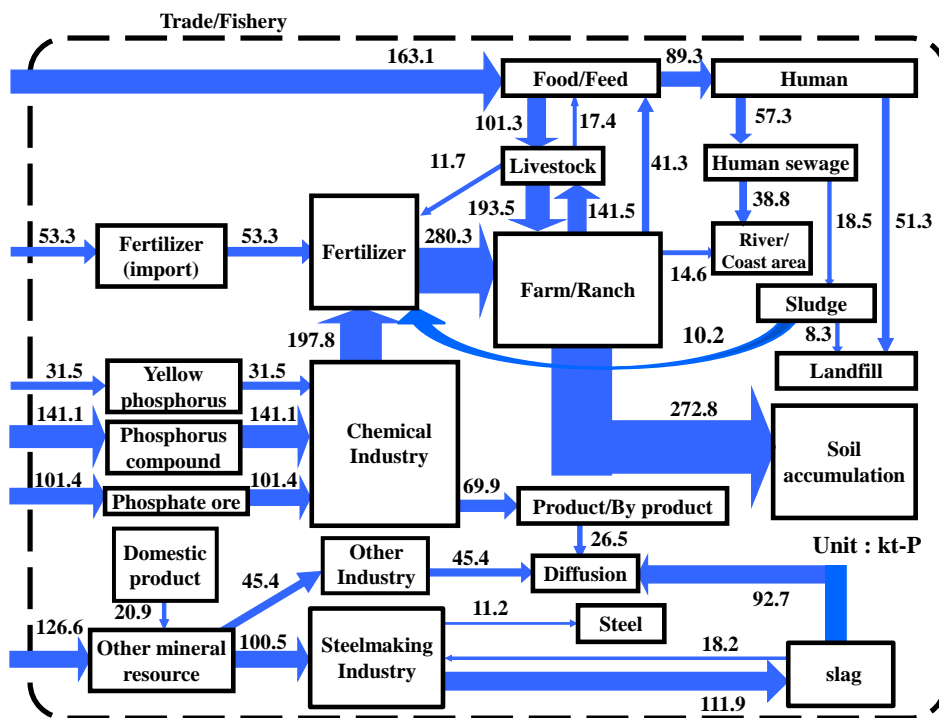 Trade/Fishery
163.1
Food/Feed
89.3
Human
101.3
17.4
57.3
11.7
Livestock
41.3
Human sewage
193.5
141.5
38.8
18.5
51.3
53.3
Fertilizer
(import)
53.3
Fertilizer
280.3
Farm/Ranch
14.6
River/
Coast area
Sludge
197.8
10.2
8.3
31.5
Yellow
phosphorus
31.5
Landfill
141.1
Phosphorus
compound
141.1
Chemical
Industry
272.8
Soil
accumulation
101.4
Phosphate ore
101.4
69.9
Product/By product
Domestic
product
Other
Industry
26.5
Unit : kt-P
45.4
45.4
Diffusion
92.7
20.9
11.2
Steel
126.6
Other mineral
resource
100.5
Steelmaking
Industry
18.2
slag
111.9